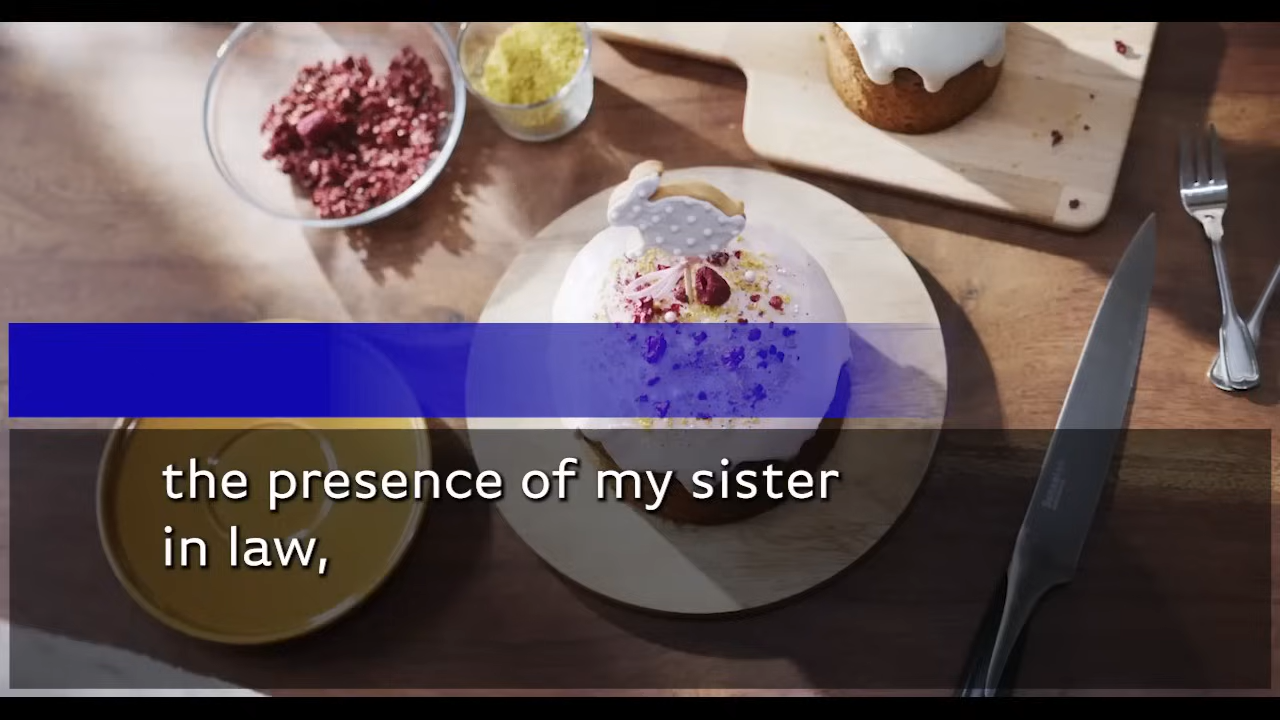 the presence of my sister
in law,